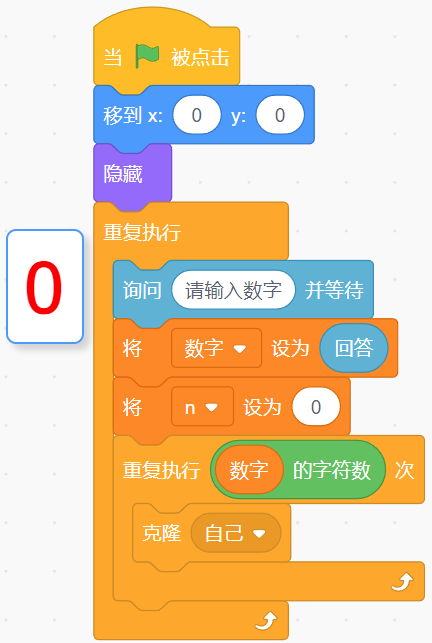 当 被点击
移到 x: 0 y: 0
隐藏
重复执行
0
询问 请输入数字 并等待
将 数字 设为 回答
将 n 设为 0
重复执行 数字 的字符数 次
克隆 自己